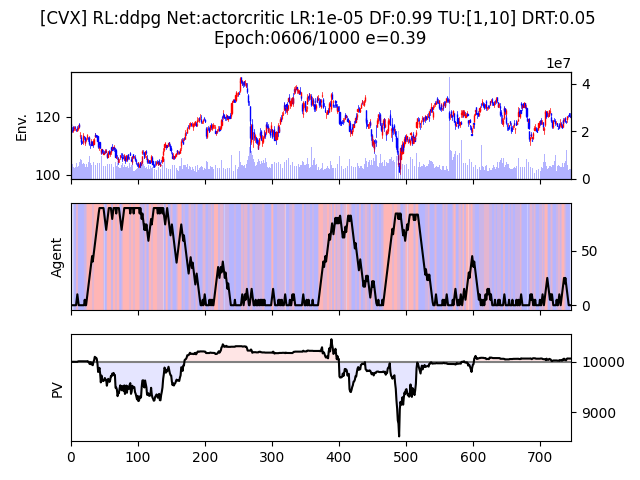 [CVX] RL:ddpg Net:actorcritic LR:1e-05 DF:0.99 TU:[1,10] DRT:0.05
Epoch:0606/1000 e=0.39
1e7
Env.
120
100
4
2
0
Agent
50
0
PV
10000
9000
0 100 200 300 400 500 600 700